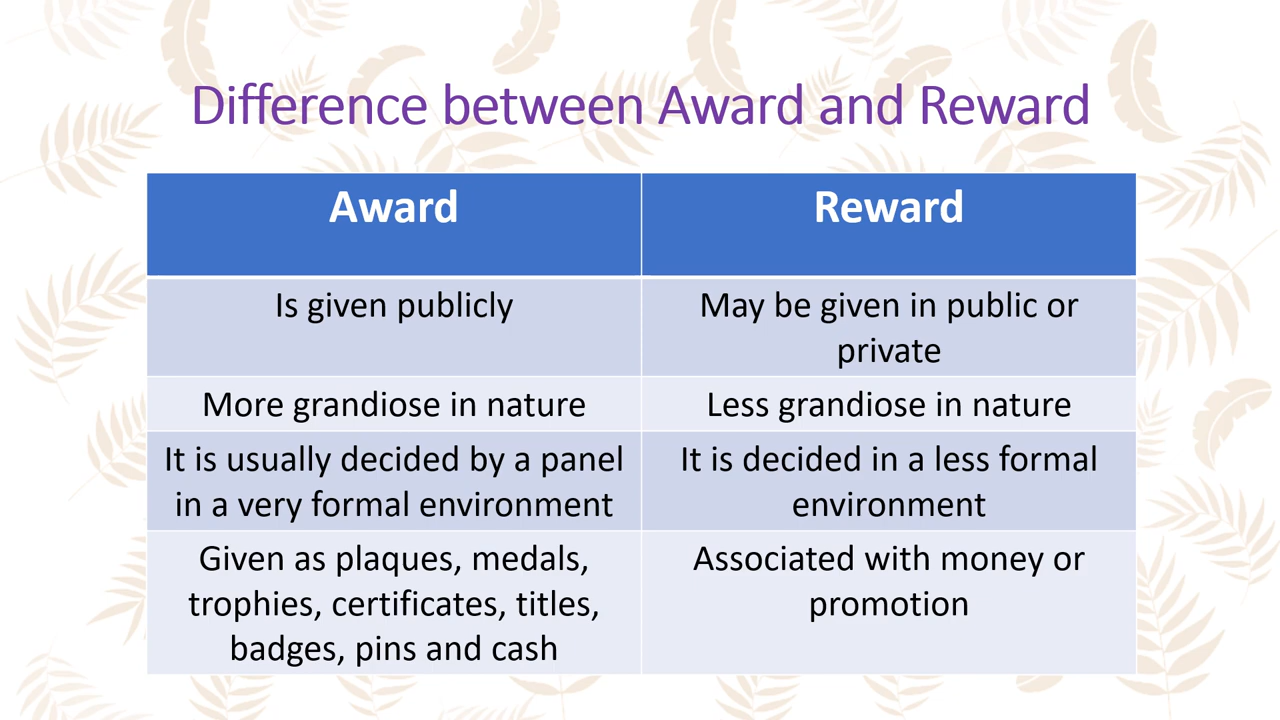 Difference between Award and Reward
Award
Reward
Is given publicly
May be given in public or
private
More grandiose in nature
Less grandiose in nature
It is usually decided by a panel
in a very formal environment
It is decided in a less formal
environment
Given as plaques, medals,
trophies, certificates, titles,
badges, pins and cash
Associated with money or
promotion